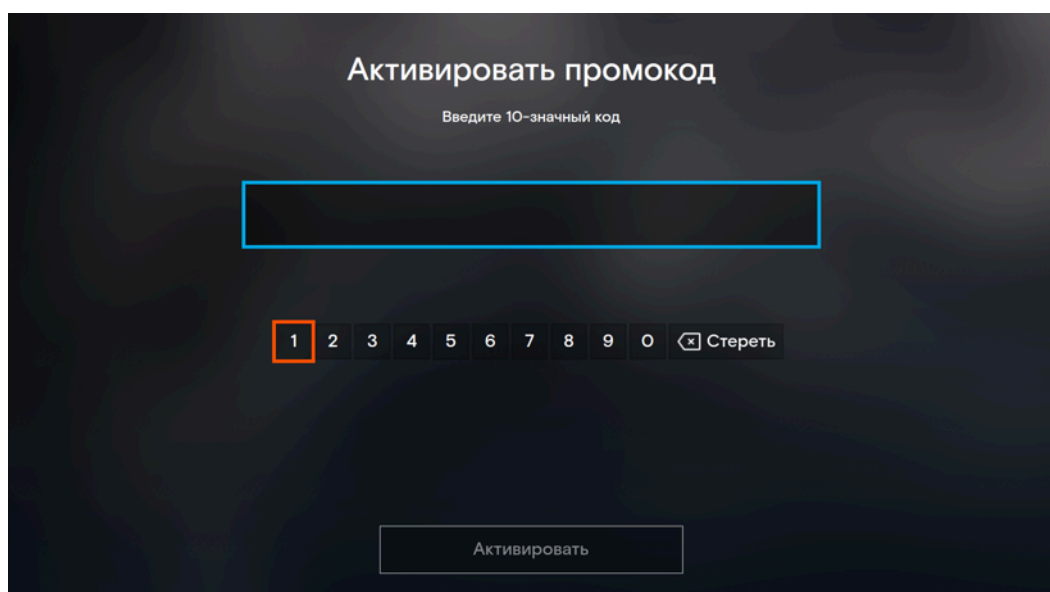 Активировать промокод
Введите 10-значный код
1 2 3 4 5 6 7 8 9 0 Стереть
Активировать